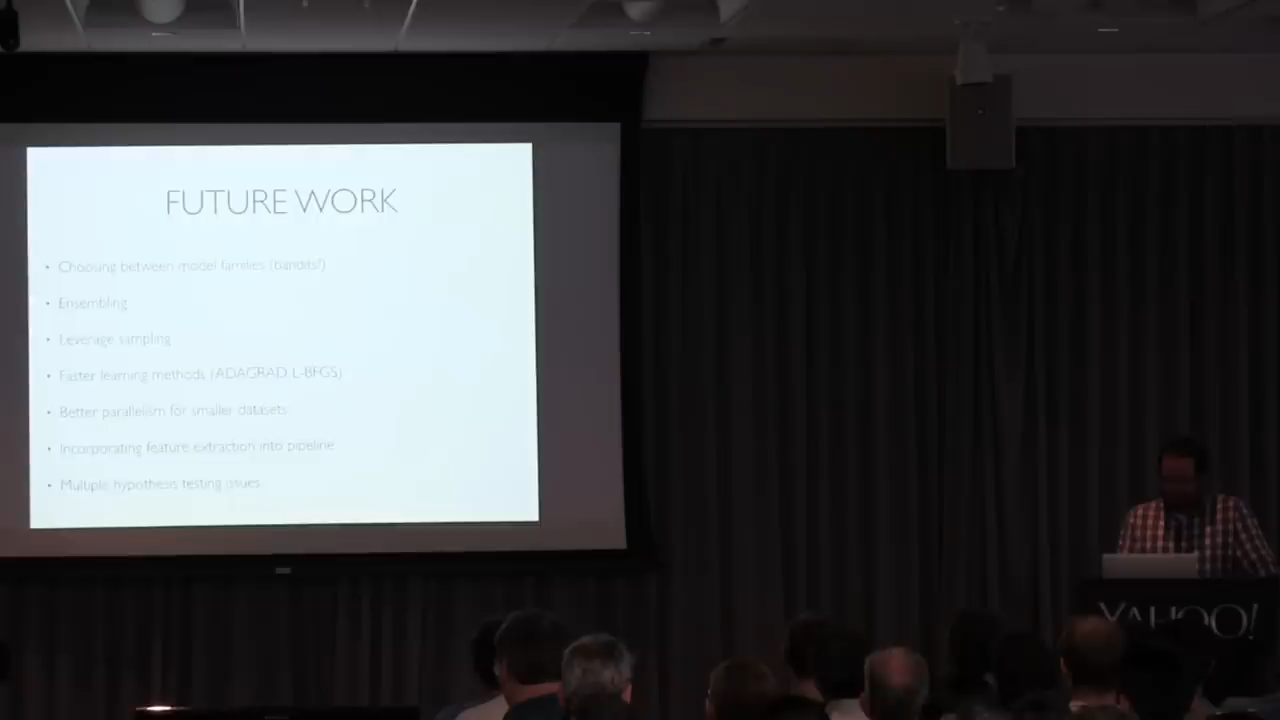 FUTURE WORK
• Choosing between model families (bandits?)
• Ensembling
• Leverage sampling
• Faster learning methods (ADAGRAD, L-BFGS)
• Better parallelism for smaller datasets
• Incorporating feature extraction into pipeline
• Multiple hypothesis testing issues
YAHOO!